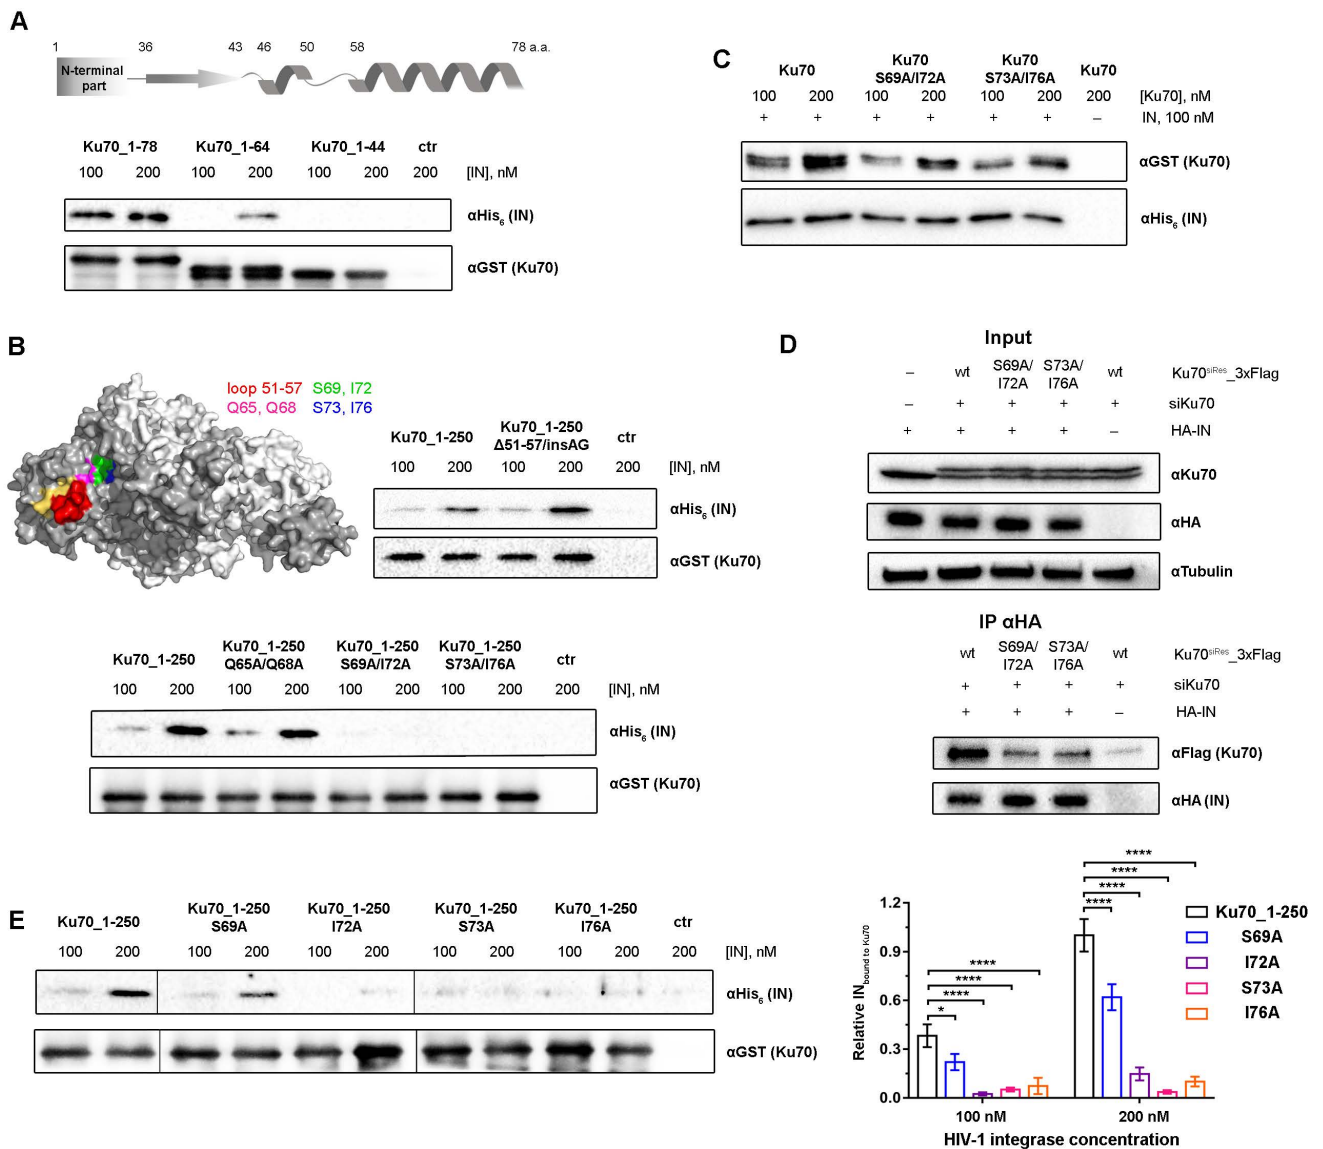 A
1 36 43 46 50 58 78 a.a.
N-terminal
part
Ku70_1-78 Ku70_1-64 Ku70_1-44 ctr
100 200 100 200 100 200 200 [IN], nM
αHis6 (IN)
αGST (Ku70)
B
loop 51-57 S69, I72
Q65, Q68 S73, I76
Ku70_1-250 Ku70_1-250
Δ51-57/insAG ctr
100 200 100 200 200 [IN], nM
αHis6 (IN)
αGST (Ku70)
Ku70_1-250 Ku70_1-250
Q65A/Q68A Ku70_1-250
S69A/I72A Ku70_1-250
S73A/I76A ctr
100 200 100 200 100 200 100 200 200 [IN], nM
αHis6 (IN)
αGST (Ku70)
C
Ku70 Ku70
S69A/I72A Ku70
S73A/I76A Ku70
100 200 100 200 100 200 200 [Ku70], nM
+ + + + + + – IN, 100 nM
αGST (Ku70)
αHis6 (IN)
D
Input
– wt S69A/
I72A S73A/
I76A wt Ku70siRes_3xFlag
– + + + + siKu70
+ + + + – HA-IN
αKu70
αHA
αTubulin
IP αHA
wt S69A/
I72A S73A/
I76A wt Ku70siRes_3xFlag
+ + + + siKu70
+ + + – HA-IN
αFlag (Ku70)
αHA (IN)
E
Ku70_1-250 Ku70_1-250
S69A Ku70_1-250
I72A Ku70_1-250
S73A Ku70_1-250
I76A ctr
100 200 100 200 100 200 100 200 100 200 200 [IN], nM
αHis6 (IN)
αGST (Ku70)
Relative INbound to Ku70
1.2
0.9
0.6
0.3
0.0
****
****
****
*
****
****
****
****
Ku70_1-250
S69A
I72A
S73A
I76A
100 nM 200 nM
HIV-1 integrase concentration